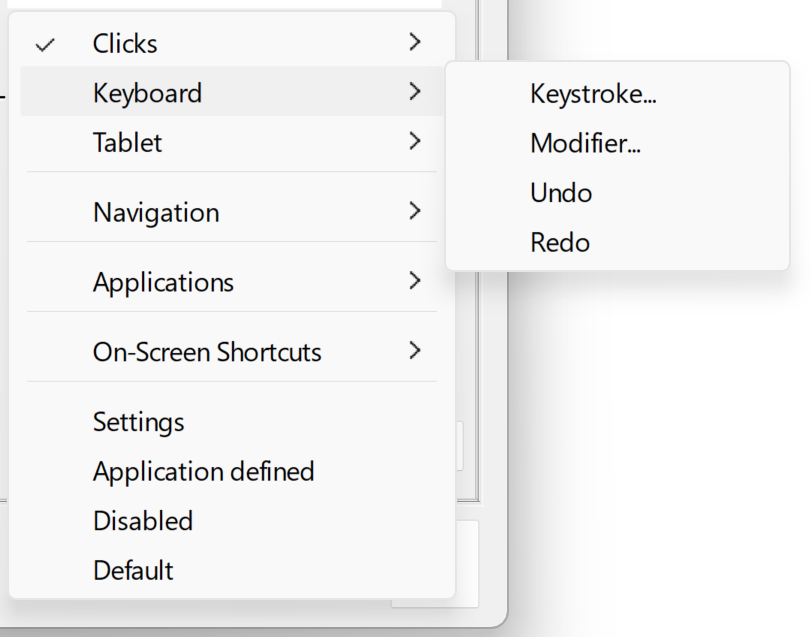 Clicks
Keyboard
Tablet
Navigation
Applications
On-Screen Shortcuts
Settings
Application defined
Disabled
Default
Keystroke...
Modifier...
Undo
Redo